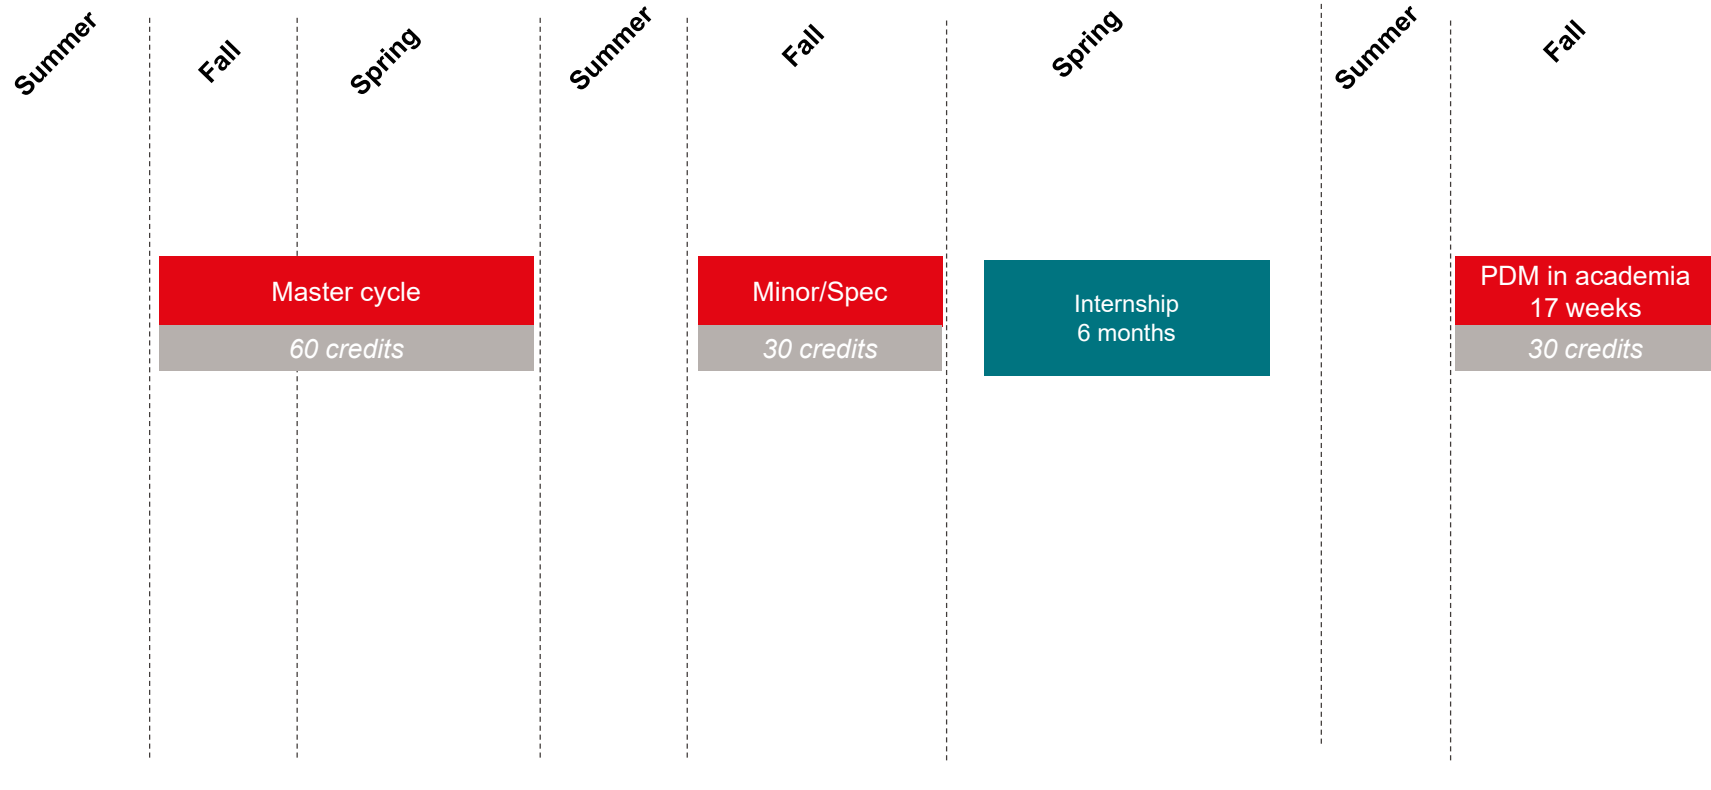 Summer
Fall
Spring
Summer
Fall
Spring
Summer
Fall
Master cycle
60 credits
Minor/Spec
30 credits
Internship
6 months
PDM in academia
17 weeks
30 credits